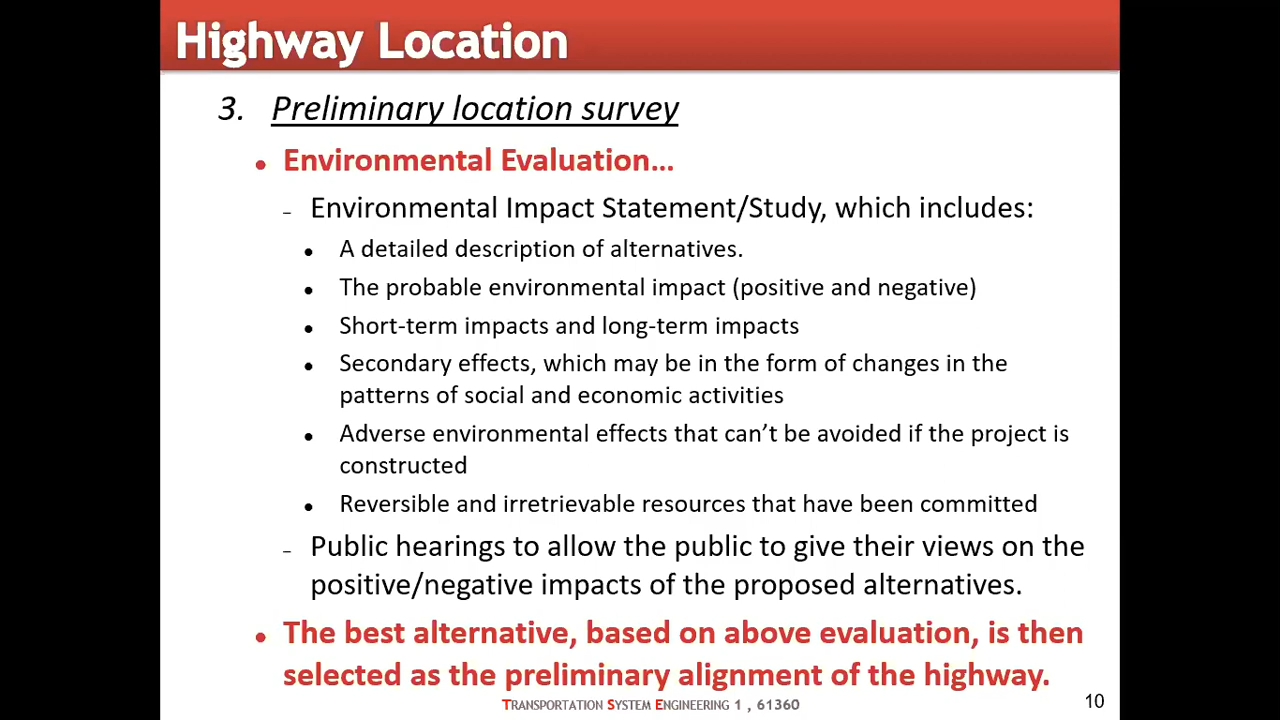 Highway Location
3. Preliminary location survey
• Environmental Evaluation…
– Environmental Impact Statement/Study, which includes:
• A detailed description of alternatives.
• The probable environmental impact (positive and negative)
• Short-term impacts and long-term impacts
• Secondary effects, which may be in the form of changes in the
patterns of social and economic activities
• Adverse environmental effects that can’t be avoided if the project is
constructed
• Reversible and irretrievable resources that have been committed
– Public hearings to allow the public to give their views on the
positive/negative impacts of the proposed alternatives.
• The best alternative, based on above evaluation, is then
selected as the preliminary alignment of the highway.
TRANSPORTATION SYSTEM ENGINEERING 1 , 61360
10